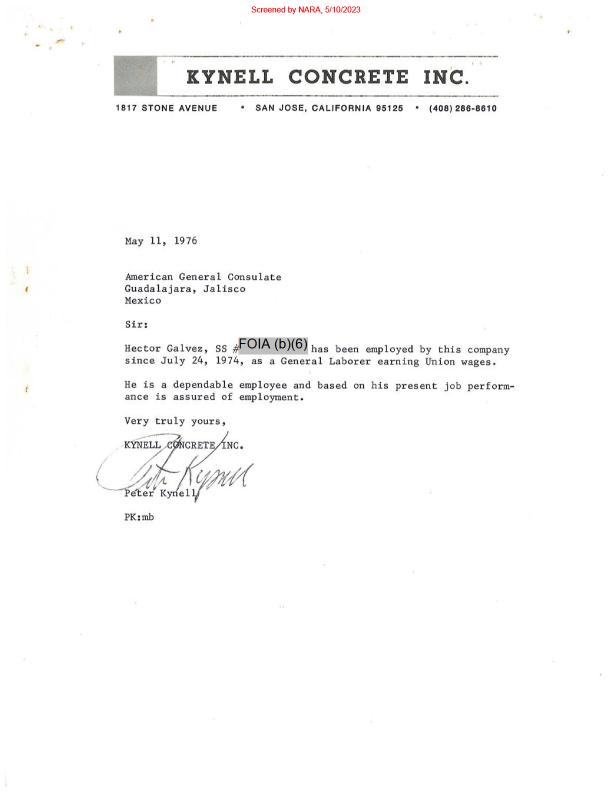 Screened by NARA, 5/10/2023
KYNELL CONCRETE INC.
1817 STONE AVENUE • SAN JOSE, CALIFORNIA 95125 • (408) 286-8610
May 11, 1976
American General Consulate
Guadalajara, Jalisco
Mexico
Sir:
Hector Galvez, SS #FOIA (b)(6) has been employed by this company
since July 24, 1974, as a General Laborer earning Union wages.
He is a dependable employee and based on his present job perform-
ance is assured of employment.
Very truly yours,
KYNELL CONCRETE INC.
Peter Kynell
Peter Kynell
PK:mb